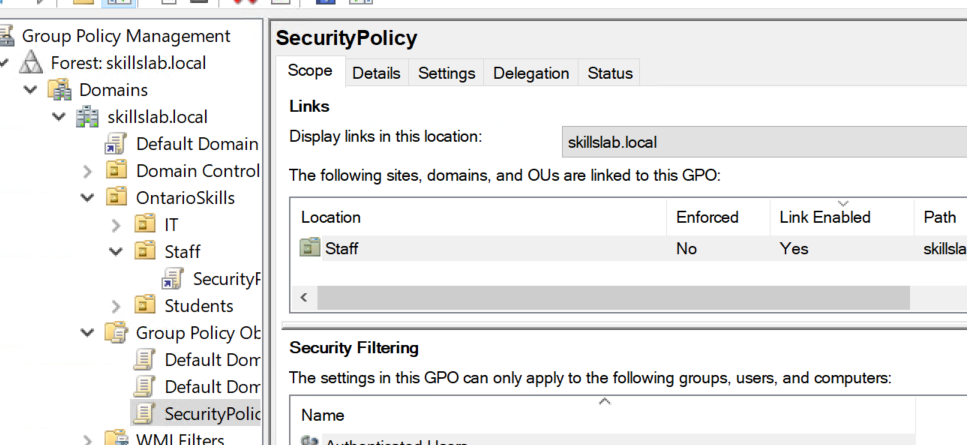 Group Policy Management
Forest: skillslab.local
Domains
skillslab.local
Default Domain
Domain Control
OntarioSkills
IT
Staff
SecurityP
Students
Group Policy Ob
Default Dom
Default Dom
SecurityPolic
WMI Filters
SecurityPolicy
Scope Details Settings Delegation Status
Links
Display links in this location: skillslab.local
The following sites, domains, and OUs are linked to this GPO:
Location Enforced Link Enabled Path
Staff No Yes skillsla
Security Filtering
The settings in this GPO can only apply to the following groups, users, and computers:
Name
Authenticated Users